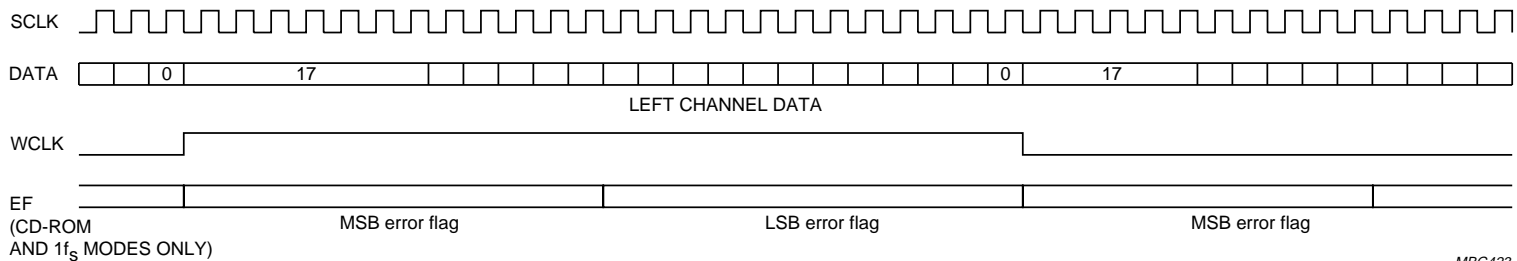 SCLK
DATA 0 17 0 17
LEFT CHANNEL DATA
WCLK
EF
(CD-ROM
AND 1fs MODES ONLY)
MSB error flag LSB error flag MSB error flag